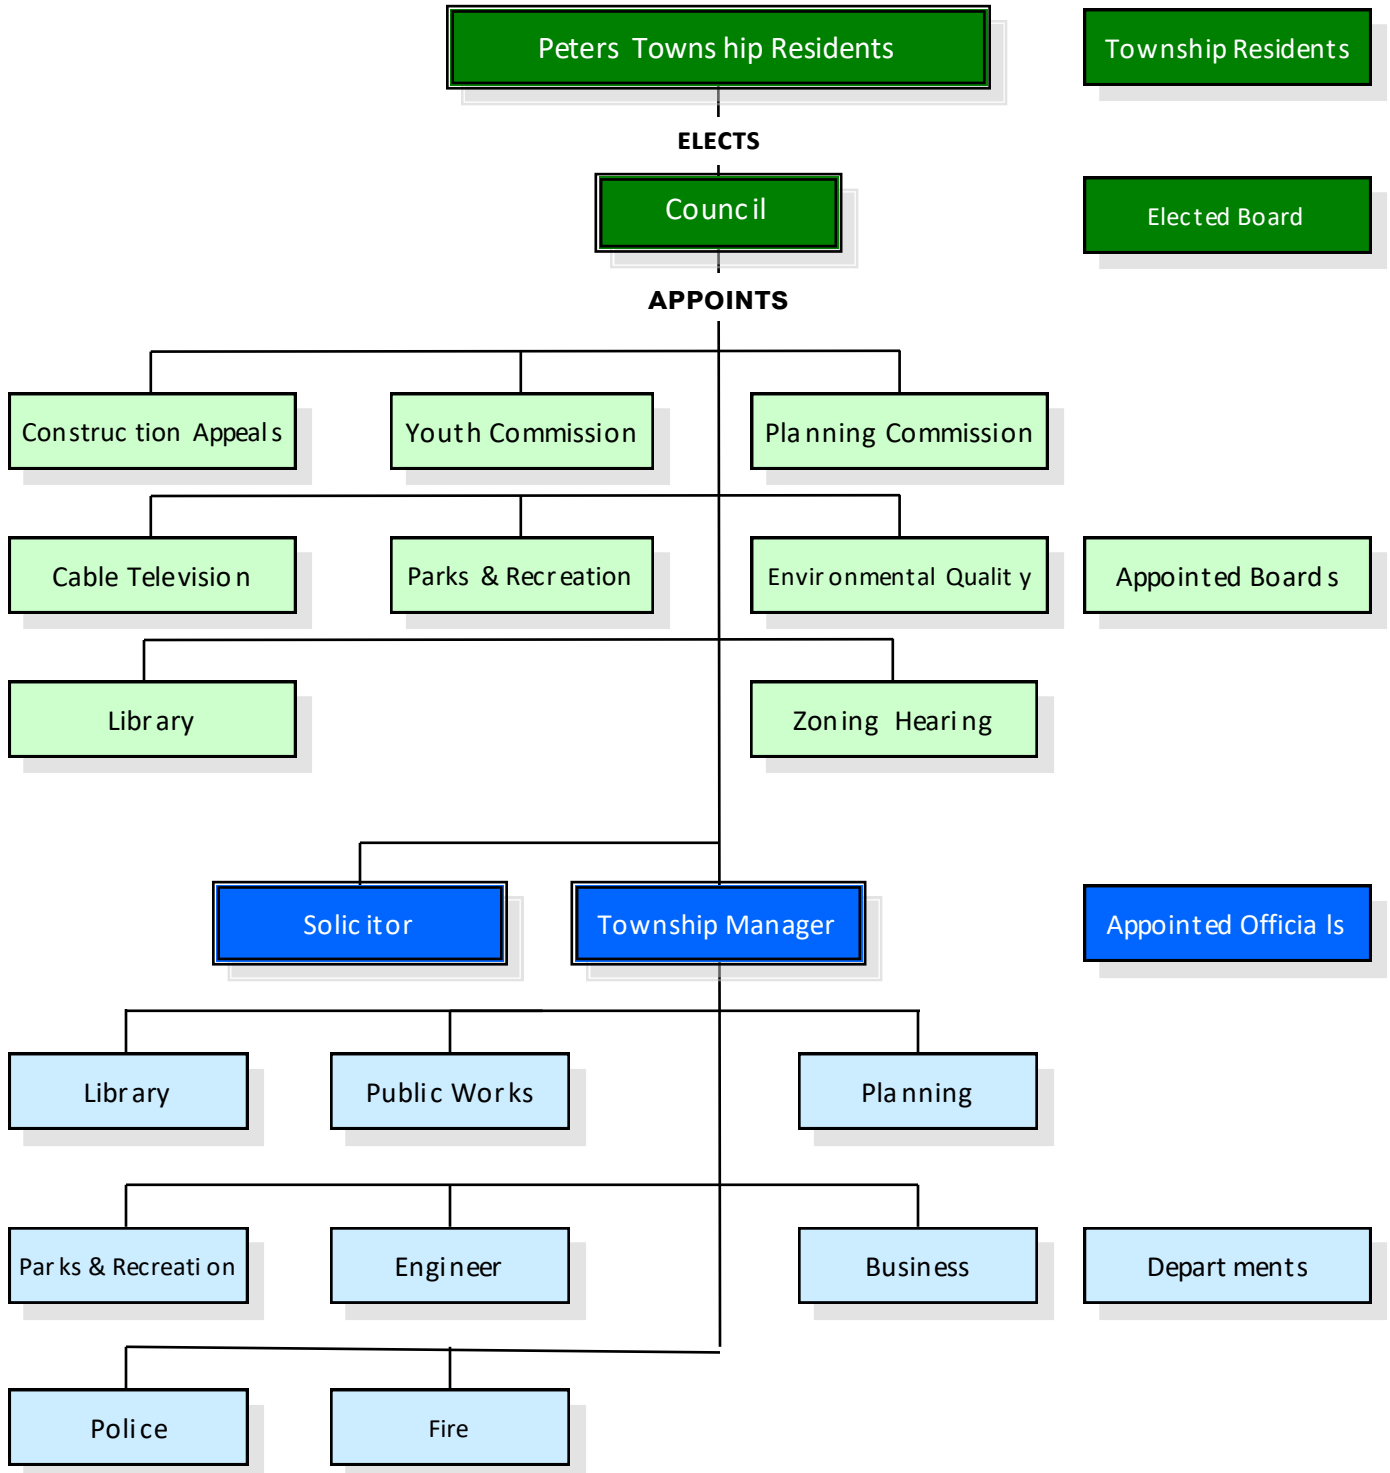 Peters Township Residents
Township Residents
ELECTS
Council
Elected Board
APPOINTS
Construction Appeals
Youth Commission
Planning Commission
Cable Television
Parks & Recreation
Environmental Quality
Appointed Boards
Library
Zoning Hearing
Solicitor
Township Manager
Appointed Officials
Library
Public Works
Planning
Parks & Recreation
Engineer
Business
Departments
Police
Fire